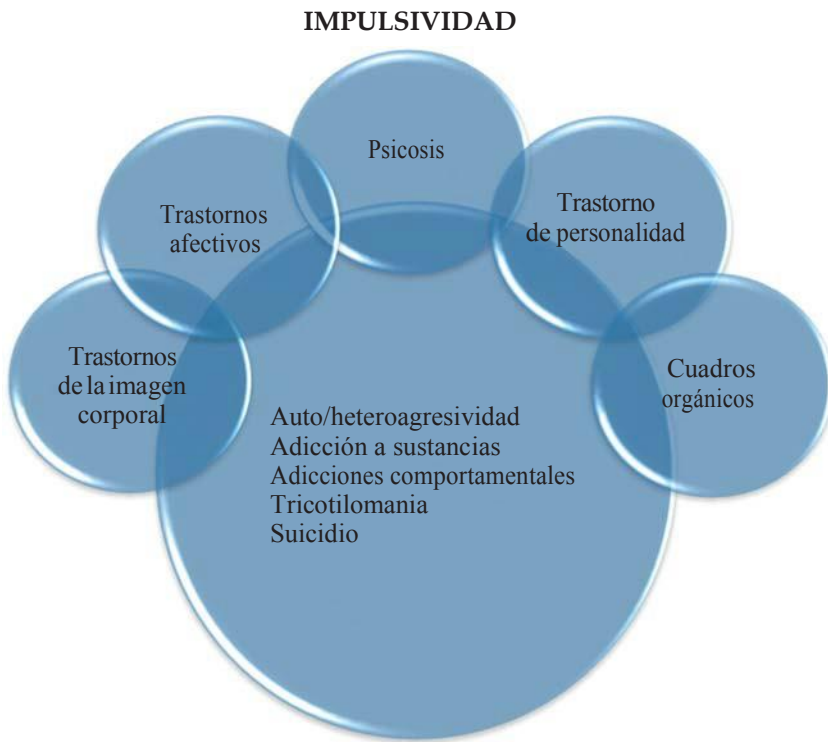 IMPULSIVIDAD
Psicosis
Trastornos
afectivos
Trastorno
de personalidad
Trastornos
de la imagen
corporal
Cuadros
orgánicos
Auto/heteroagresividad
Adicción a sustancias
Adicciones comportamentales
Tricotilomania
Suicidio